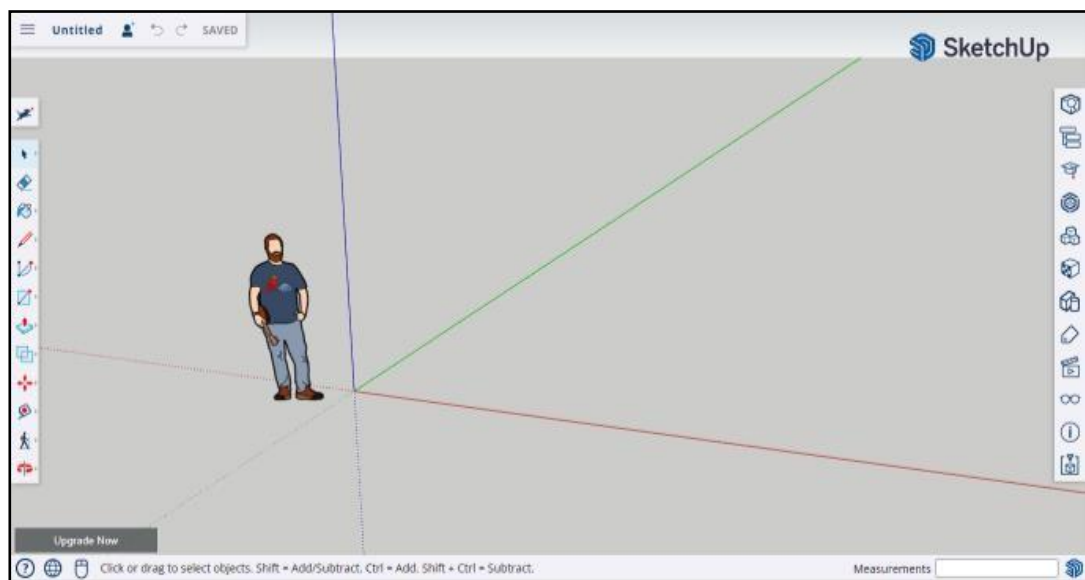 Untitled SAVED
SketchUp
Upgrade Now
Click or drag to select objects. Shift = Add/Subtract. Ctrl = Add. Shift + Ctrl = Subtract.
Measurements